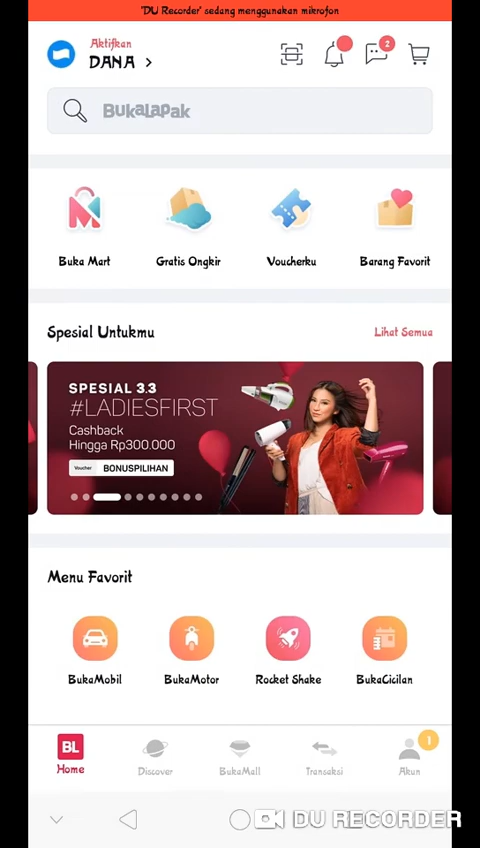 'DU Recorder' sedang menggunakan mikrofon
Aktifkan
DANA
2
Bukalapak
Buka Mart
Gratis Ongkir
Voucherku
Barang Favorit
Spesial Untukmu
Lihat Semua
SPESIAL 3.3
#LADIESFIRST
Cashback
Hingga Rp300.000
Voucher BONUSPILIHAN
Menu Favorit
BukaMobil
BukaMotor
Rocket Shake
BukaCicilan
BL
1
Home
Discover
BukaMall
Transaksi
Akun
DU RECORDER